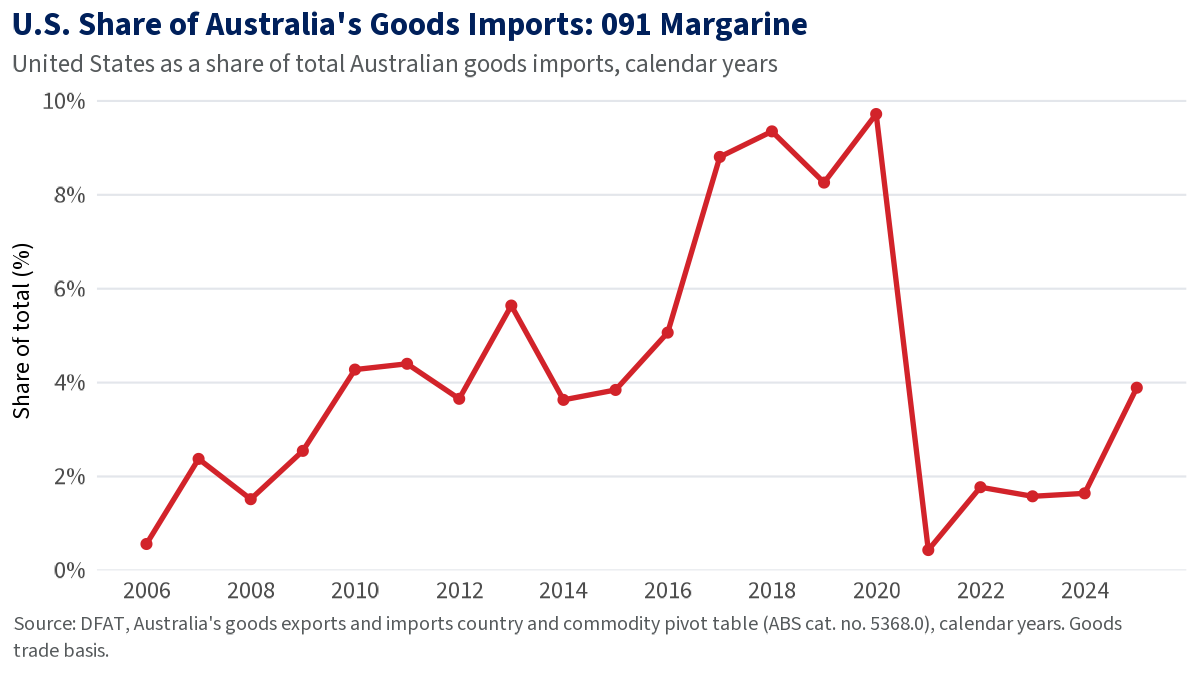 U.S. Share of Australia's Goods Imports: 091 Margarine
United States as a share of total Australian goods imports, calendar years
10%
8%
6%
4%
2%
0%
Share of total (%)
2006 2008 2010 2012 2014 2016 2018 2020 2022 2024
Source: DFAT, Australia's goods exports and imports country and commodity pivot table (ABS cat. no. 5368.0), calendar years. Goods
trade basis.